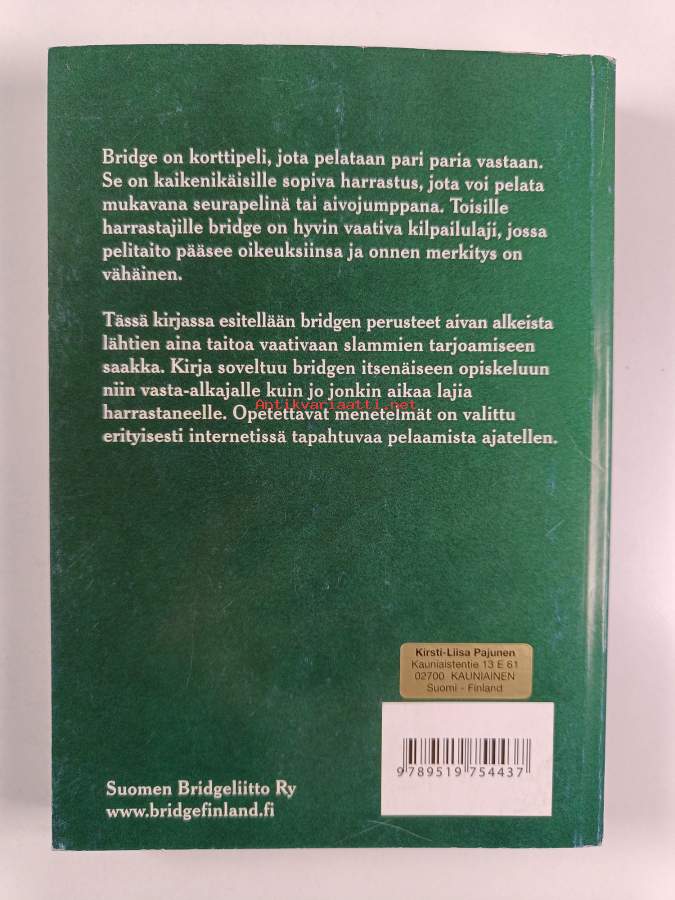 Bridge on korttipeli, jota pelataan pari paria vastaan.
Se on kaikenikäisille sopiva harrastus, jota voi pelata
mukavana seurapelinä tai aivojumppana. Toisille
harrastajille bridge on hyvin vaativa kilpailulaji, jossa
pelitaito pääsee oikeuksiinsa ja onnen merkitys on
vähäinen.
Tässä kirjassa esitellään bridgen perusteet aivan alkeista
lähtien aina taitoa vaativaan slammien tarjoamiseen
saakka. Kirja soveltuu bridgen itsenäiseen opiskeluun
niin vasta-alkajalle kuin jo jonkin aikaa lajia
Antikvariaatti.net
harrastaneelle. Opetettavat menetelmät on valittu
erityisesti internetissä tapahtuvaa pelaamista ajatellen.
Kirsti-Liisa Pajunen
Kauniaistentie 13 E 61
02700 KAUNIAINEN
Suomi - Finland
9 789519 754437
Suomen Bridgeliitto Ry
www.bridgefinland.fi